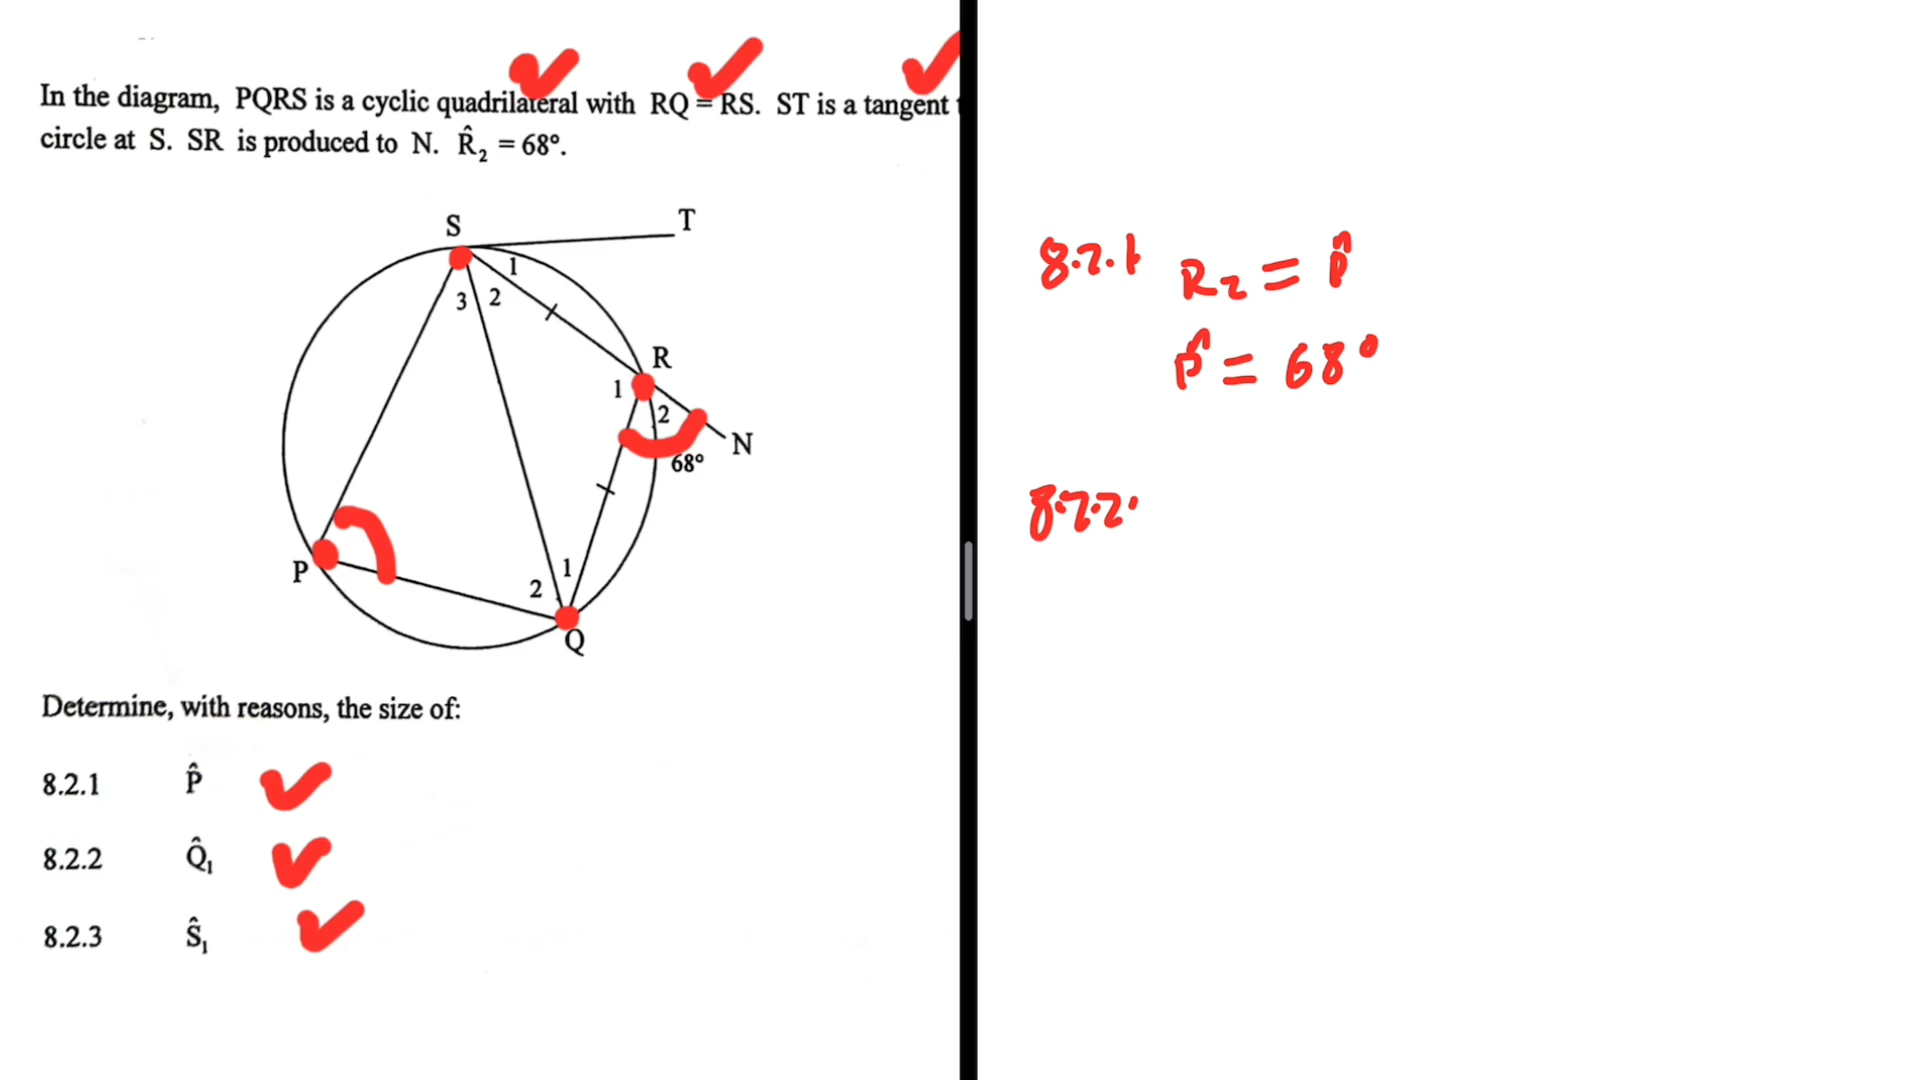 In the diagram, PQRS is a cyclic quadrilateral with RQ = RS. ST is a tangent
circle at S. SR is produced to N. R̂₂ = 68°.
S
T
1
3 2
R
1
2
N
68°
P
1
2
Q
Determine, with reasons, the size of:
8.2.1 P̂
8.2.2 Q̂₁
8.2.3 Ŝ₁
8.2.1 R₂ = P̂
P̂ = 68°
8.2.2.